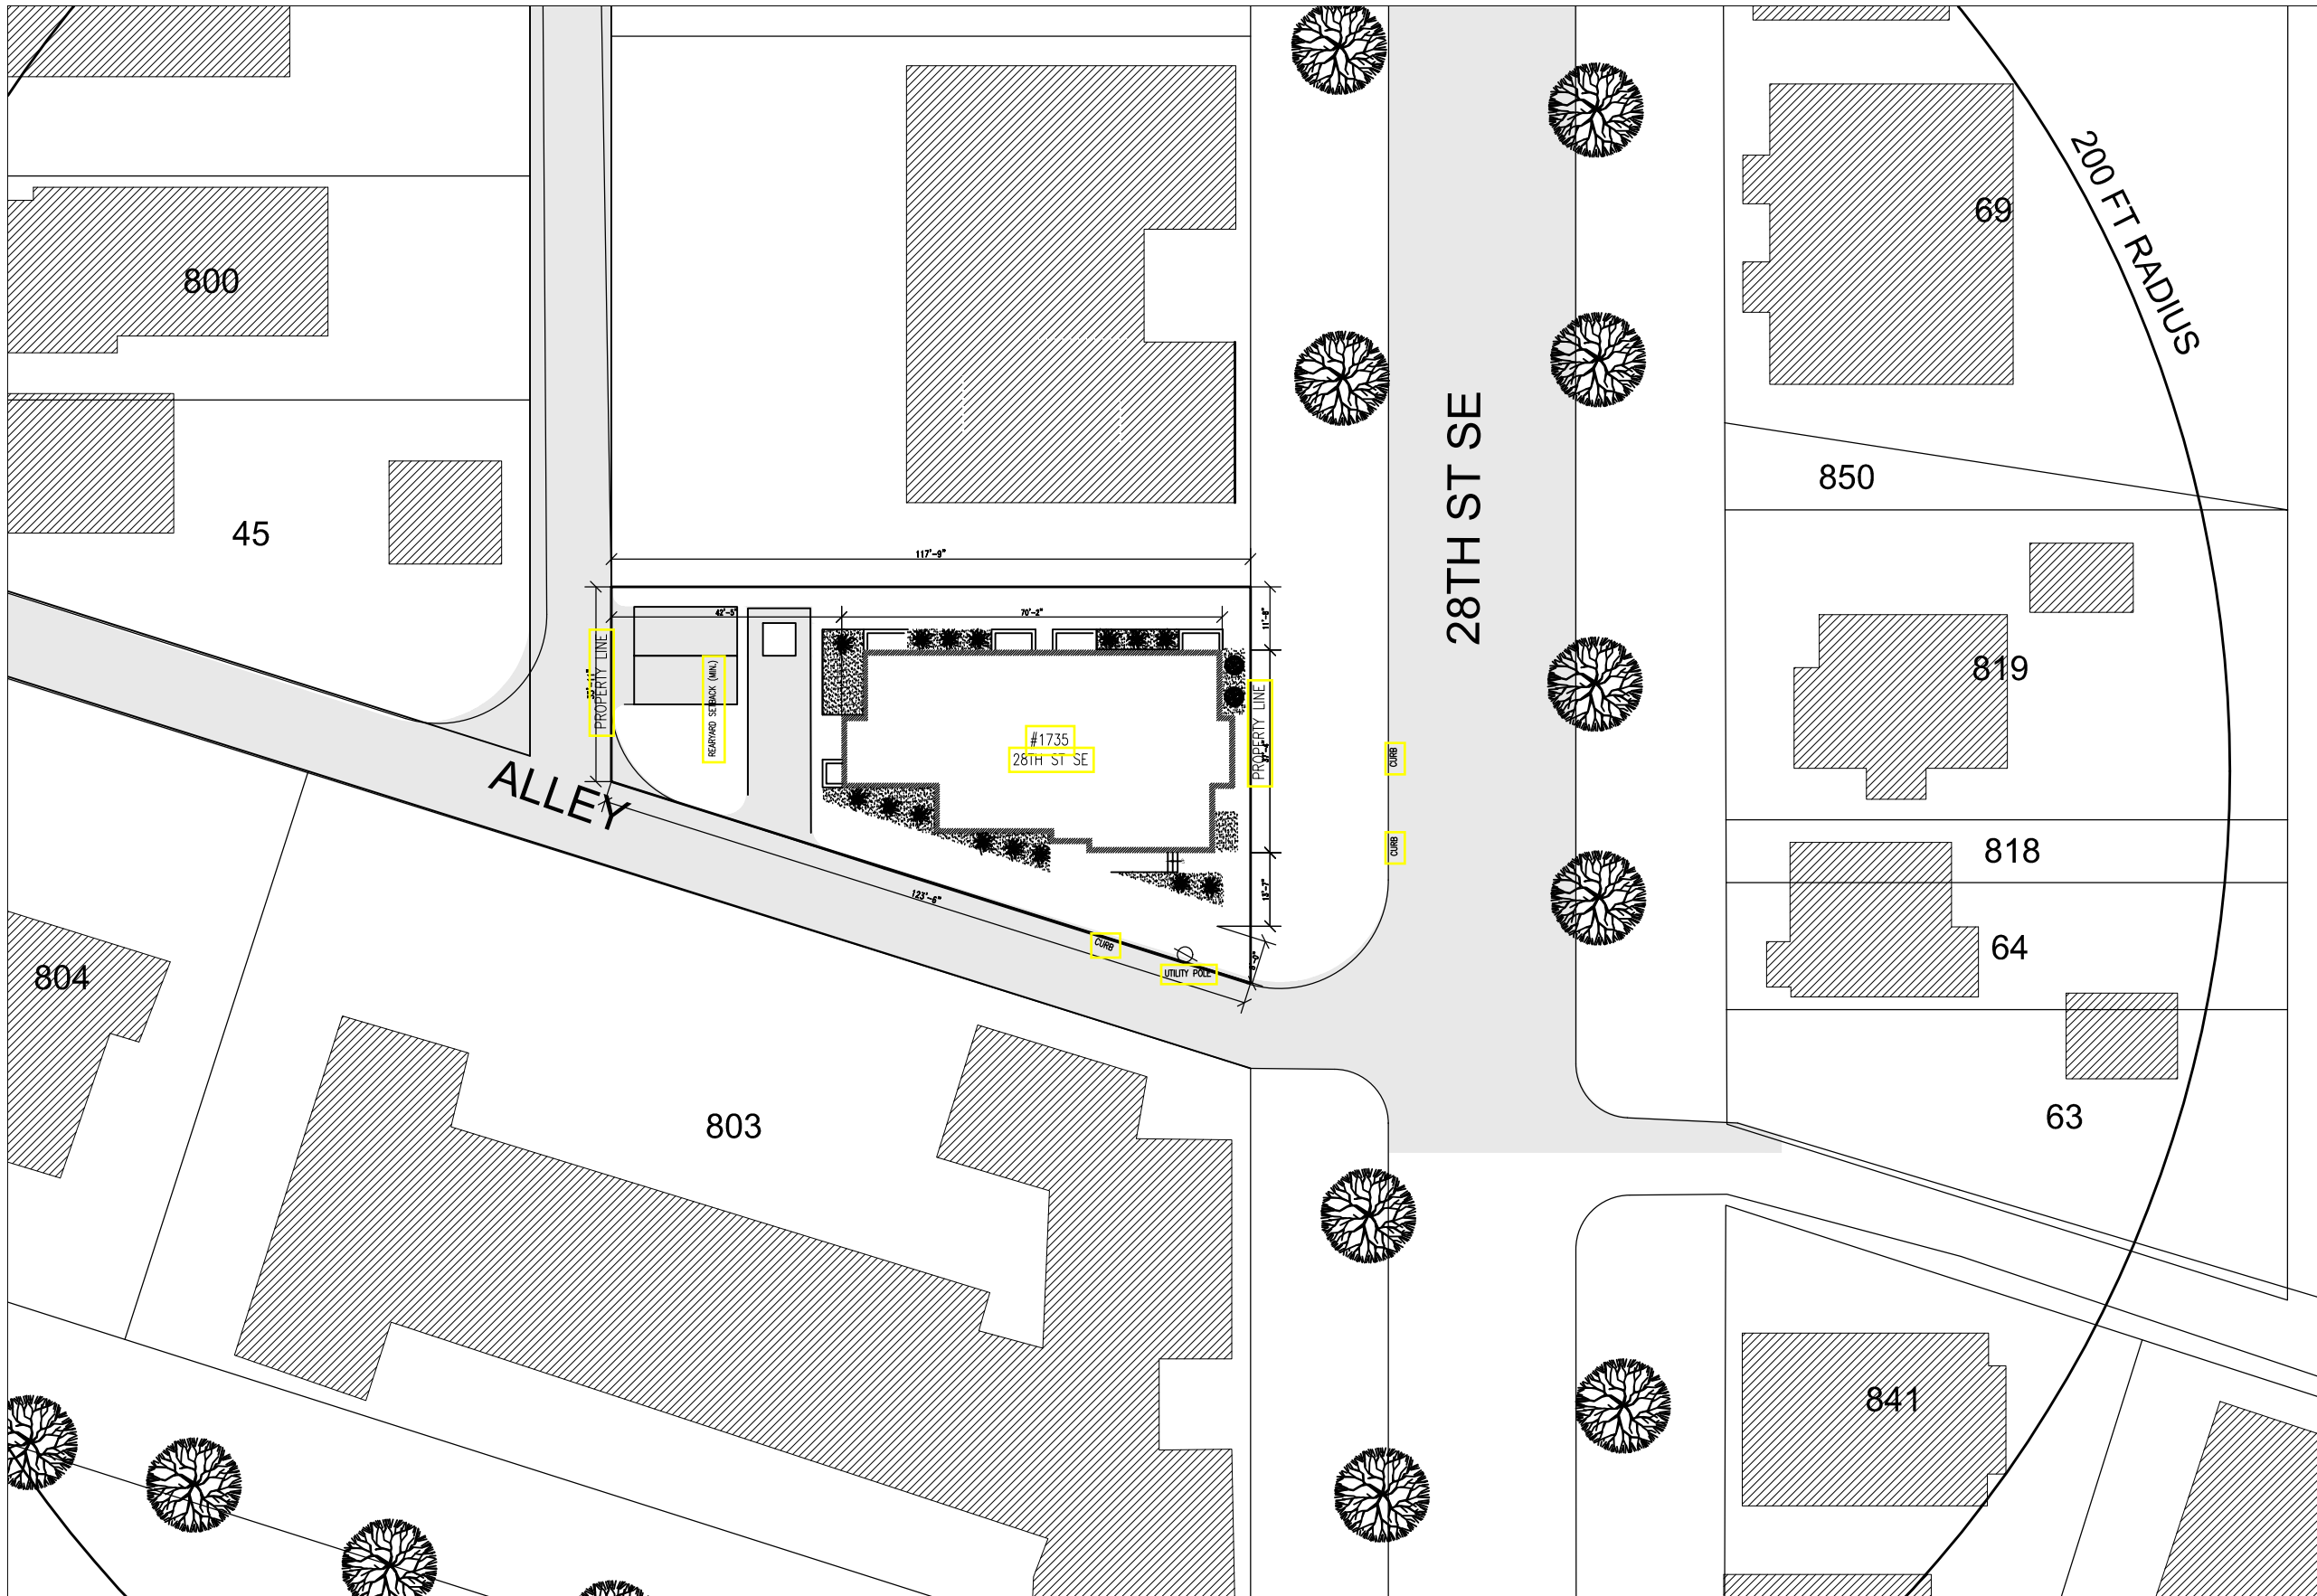 200 FT RADIUS
69
800
28TH ST SE
850
45
117'-9"
42'-5"
70'-2"
11'-8"
PROPERTY LINE
REARYARD SETBACK (MIN.)
PROPERTY LINE
819
#1735
28TH ST SE
CURB
ALLEY
CURB
818
123'-6"
13'-7"
CURB
UTILITY POLE
64
804
803
63
841